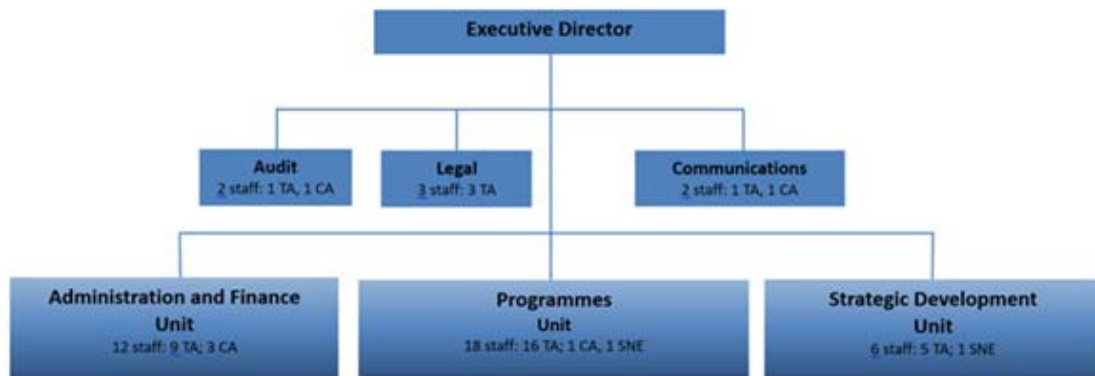 Executive Director
Audit
2 staff: 1 TA, 1 CA
Legal
3 staff: 3 TA
Communications
2 staff: 1 TA, 1 CA
Administration and Finance
Unit
12 staff: 9 TA; 3 CA
Programmes
Unit
18 staff: 16 TA; 1 CA, 1 SNE
Strategic Development
Unit
6 staff: 5 TA; 1 SNE